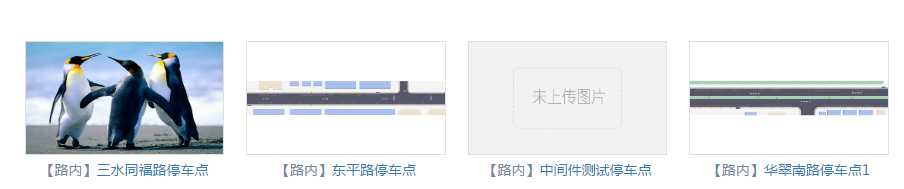 未上传图片
【路内】三水同福路停车点
【路内】东平路停车点
【路内】中间件测试停车点
【路内】华翠南路停车点1